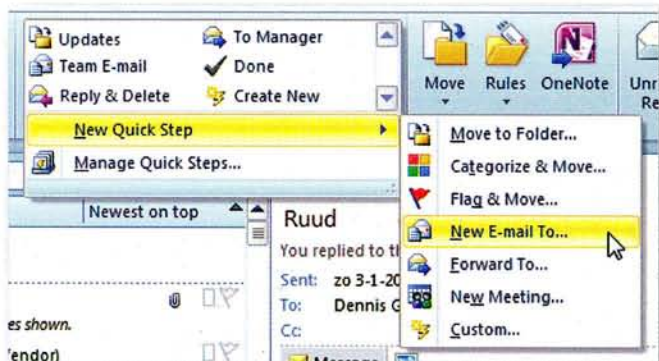 Updates
To Manager
Team E-mail
Done
Reply & Delete
Create New
New Quick Step
Manage Quick Steps...
Move
Rules
OneNote
Move to Folder...
Categorize & Move...
Flag & Move...
New E-mail To...
Forward To...
New Meeting...
Custom...
Newest on top
es shown.
endor)
Ruud
You replied to
Sent: zo 3-1-20
To: Dennis G
Cc:
Message